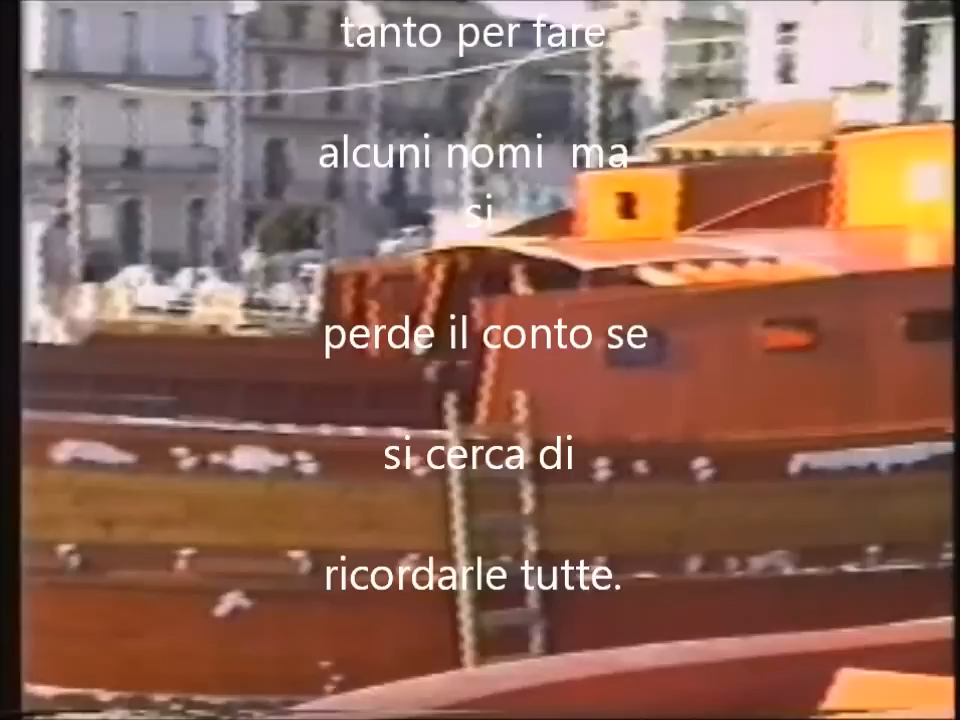 tanto per fare
alcuni nomi ma
si
perde il conto se
si cerca di
ricordarle tutte.